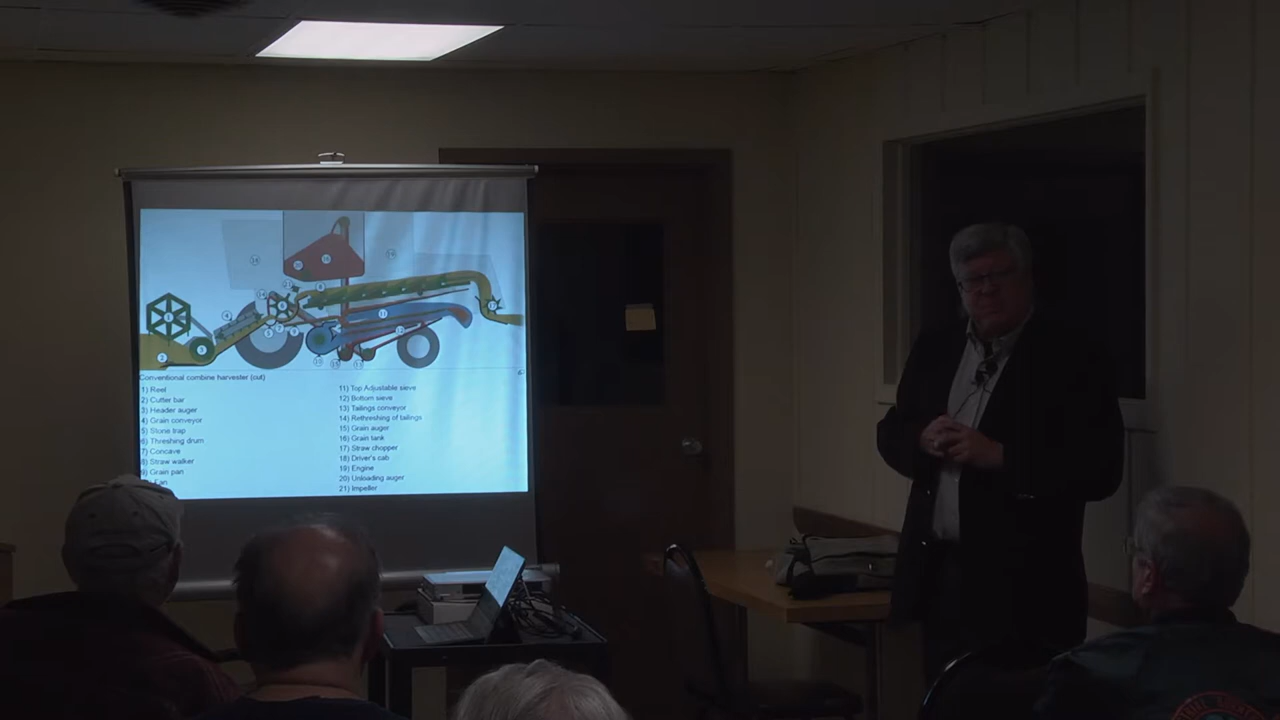 Conventional combine harvester (cut)
1) Reel
2) Cutter bar
3) Header auger
4) Grain conveyor
5) Stone trap
6) Threshing drum
7) Concave
8) Straw walker
9) Grain pan
Fan
11) Top Adjustable sieve
12) Bottom sieve
13) Tailings conveyor
14) Rethreshing of tailings
15) Grain auger
16) Grain tank
17) Straw chopper
18) Driver's cab
19) Engine
20) Unloading auger
21) Impeller